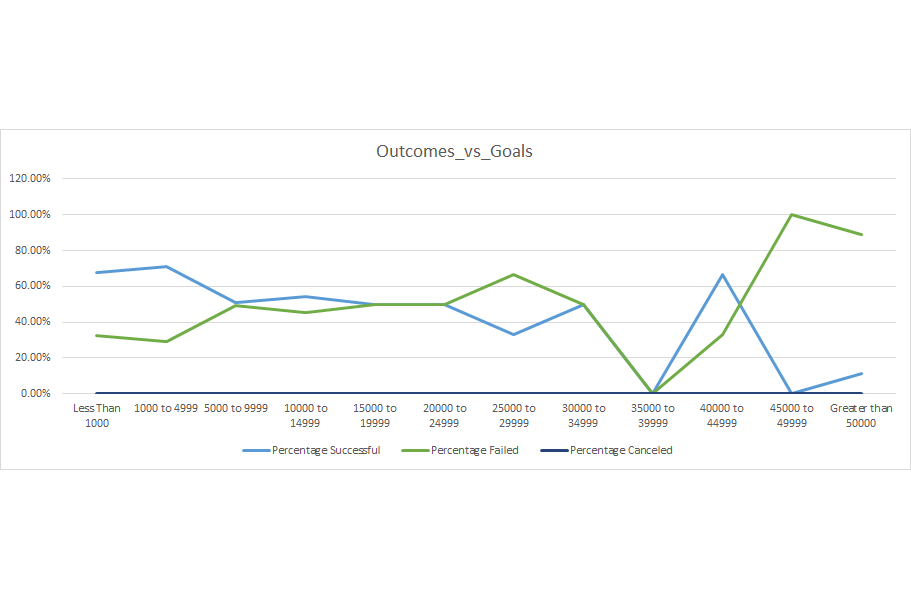 Outcomes_vs_Goals
120.00%
100.00%
80.00%
60.00%
40.00%
20.00%
0.00%
Less Than 1000 to 4999 5000 to 9999 10000 to 15000 to 20000 to 25000 to 30000 to 35000 to 40000 to 45000 to Greater than
1000 14999 19999 24999 29999 34999 39999 44999 49999 50000
Percentage Successful Percentage Failed Percentage Canceled